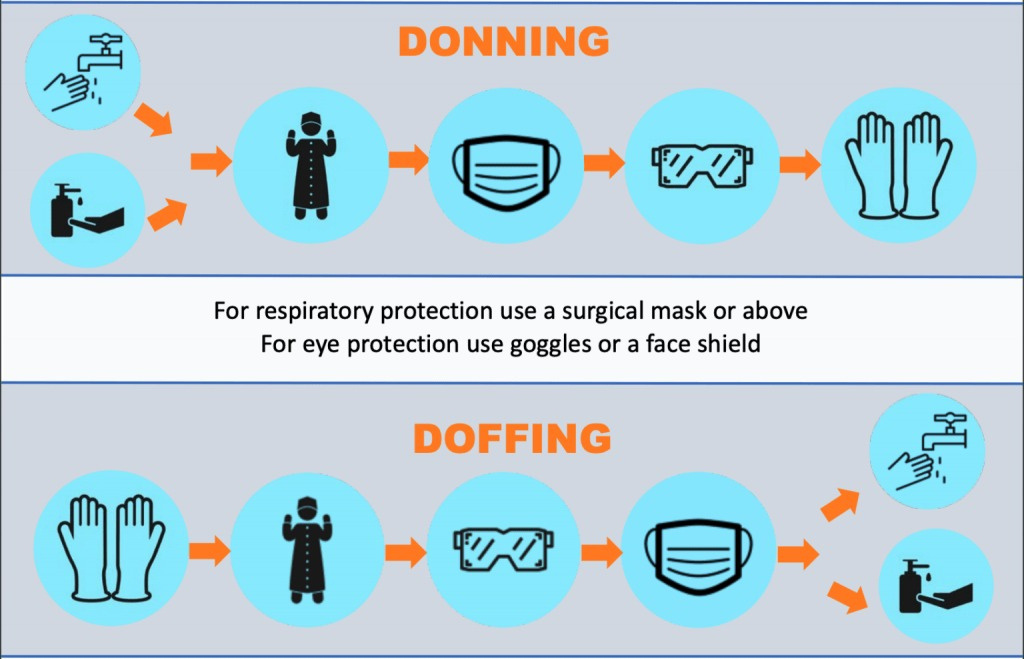 DONNING
For respiratory protection use a surgical mask or above
For eye protection use goggles or a face shield
DOFFING